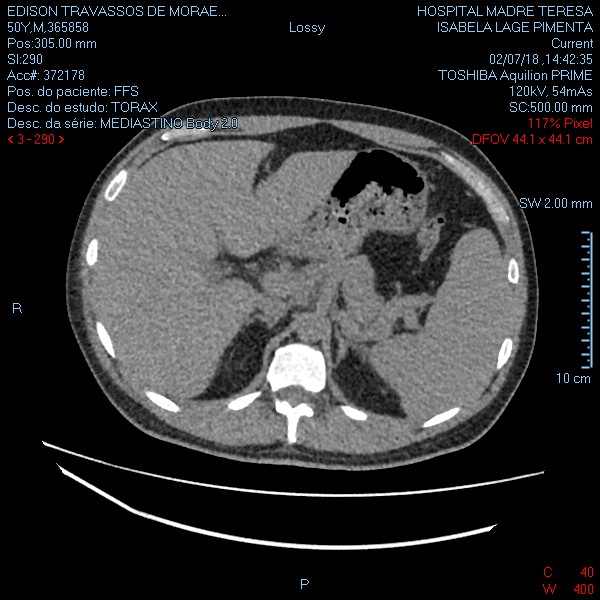 EDISON TRAVASSOS DE MORAE...
50Y,M,365858
Pos:305.00 mm
SI:290
Acc#: 372178
Pos. do paciente: FFS
Desc. do estudo: TORAX
Desc. da série: MEDIASTINO Body 2.0
< 3 - 290 >
Lossy
HOSPITAL MADRE TERESA
ISABELA LAGE PIMENTA
Current
02/07/18 ,14:42:35
TOSHIBA Aquilion PRIME
120kV, 54mAs
SC:500.00 mm
117% Pixel
DFOV 44.1 x 44.1 cm
SW 2.00 mm
R
10 cm
P
C 40
W 400